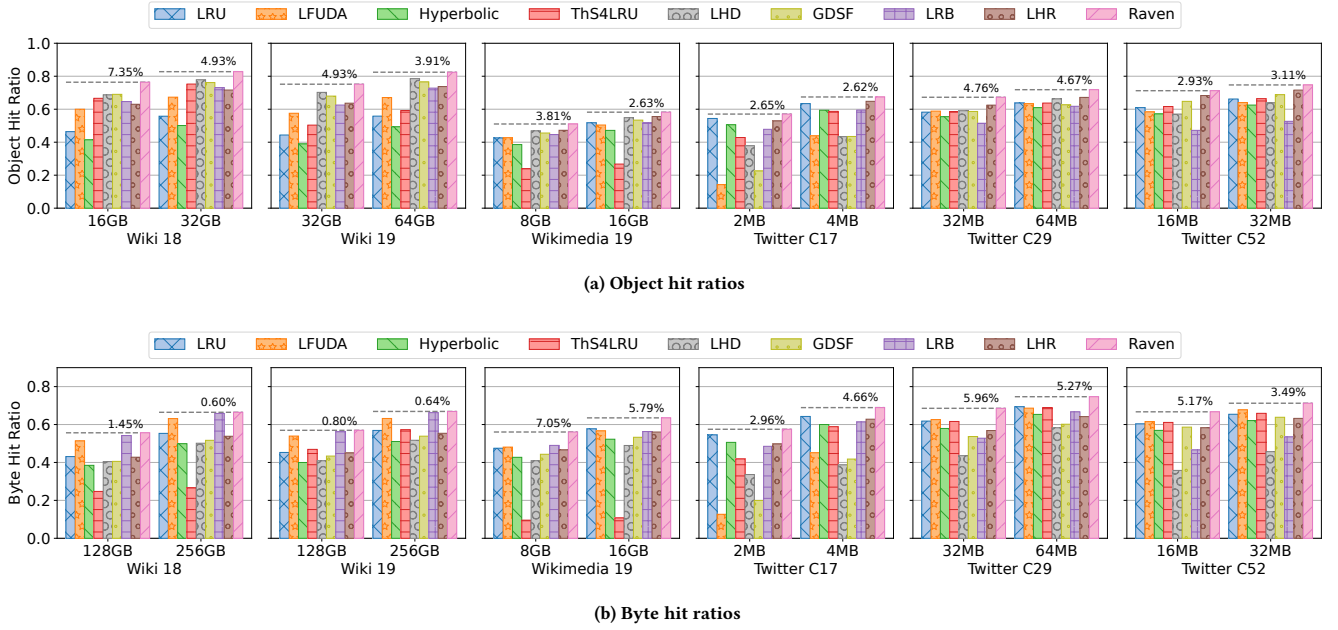 LRU LFUDA Hyperbolic ThS4LRU LHD GDSF LRB LHR Raven
Object Hit Ratio
1.0
0.8
0.6
0.4
0.2
0.0
7.35% 4.93% 4.93% 3.91% 3.81% 2.63% 2.65% 2.62% 4.76% 4.67% 2.93% 3.11%
16GB 32GB 32GB 64GB 8GB 16GB 2MB 4MB 32MB 64MB 16MB 32MB
Wiki 18 Wiki 19 Wikimedia 19 Twitter C17 Twitter C29 Twitter C52
(a) Object hit ratios
LRU LFUDA Hyperbolic ThS4LRU LHD GDSF LRB LHR Raven
Byte Hit Ratio
0.8
0.6
0.4
0.2
0.0
1.45% 0.60% 0.80% 0.64% 7.05% 5.79% 2.96% 4.66% 5.96% 5.27% 5.17% 3.49%
128GB 256GB 128GB 256GB 8GB 16GB 2MB 4MB 32MB 64MB 16MB 32MB
Wiki 18 Wiki 19 Wikimedia 19 Twitter C17 Twitter C29 Twitter C52
(b) Byte hit ratios